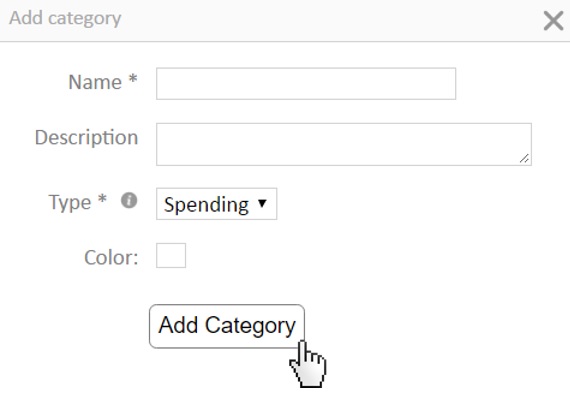 Add category
Name *
Description
Type * Spending
Color:
Add Category